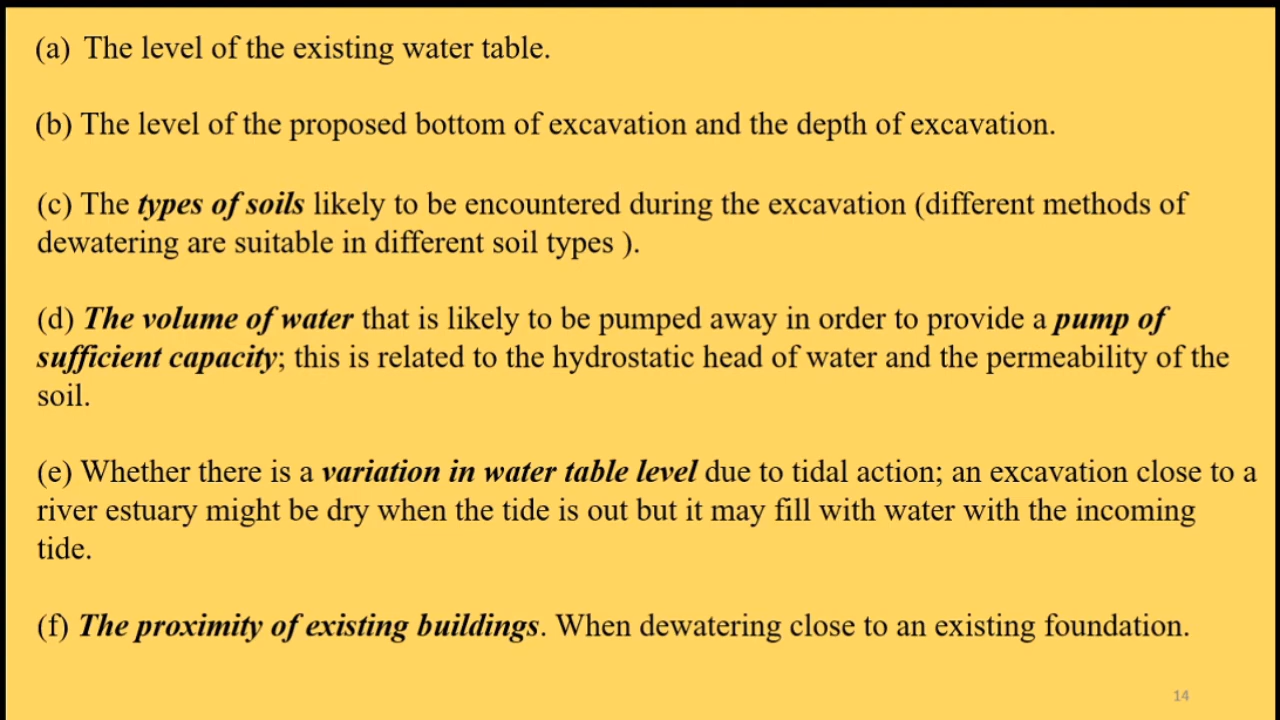 (a) The level of the existing water table.
(b) The level of the proposed bottom of excavation and the depth of excavation.
(c) The types of soils likely to be encountered during the excavation (different methods of
dewatering are suitable in different soil types ).
(d) The volume of water that is likely to be pumped away in order to provide a pump of
sufficient capacity; this is related to the hydrostatic head of water and the permeability of the
soil.
(e) Whether there is a variation in water table level due to tidal action; an excavation close to a
river estuary might be dry when the tide is out but it may fill with water with the incoming
tide.
(f) The proximity of existing buildings. When dewatering close to an existing foundation.
14